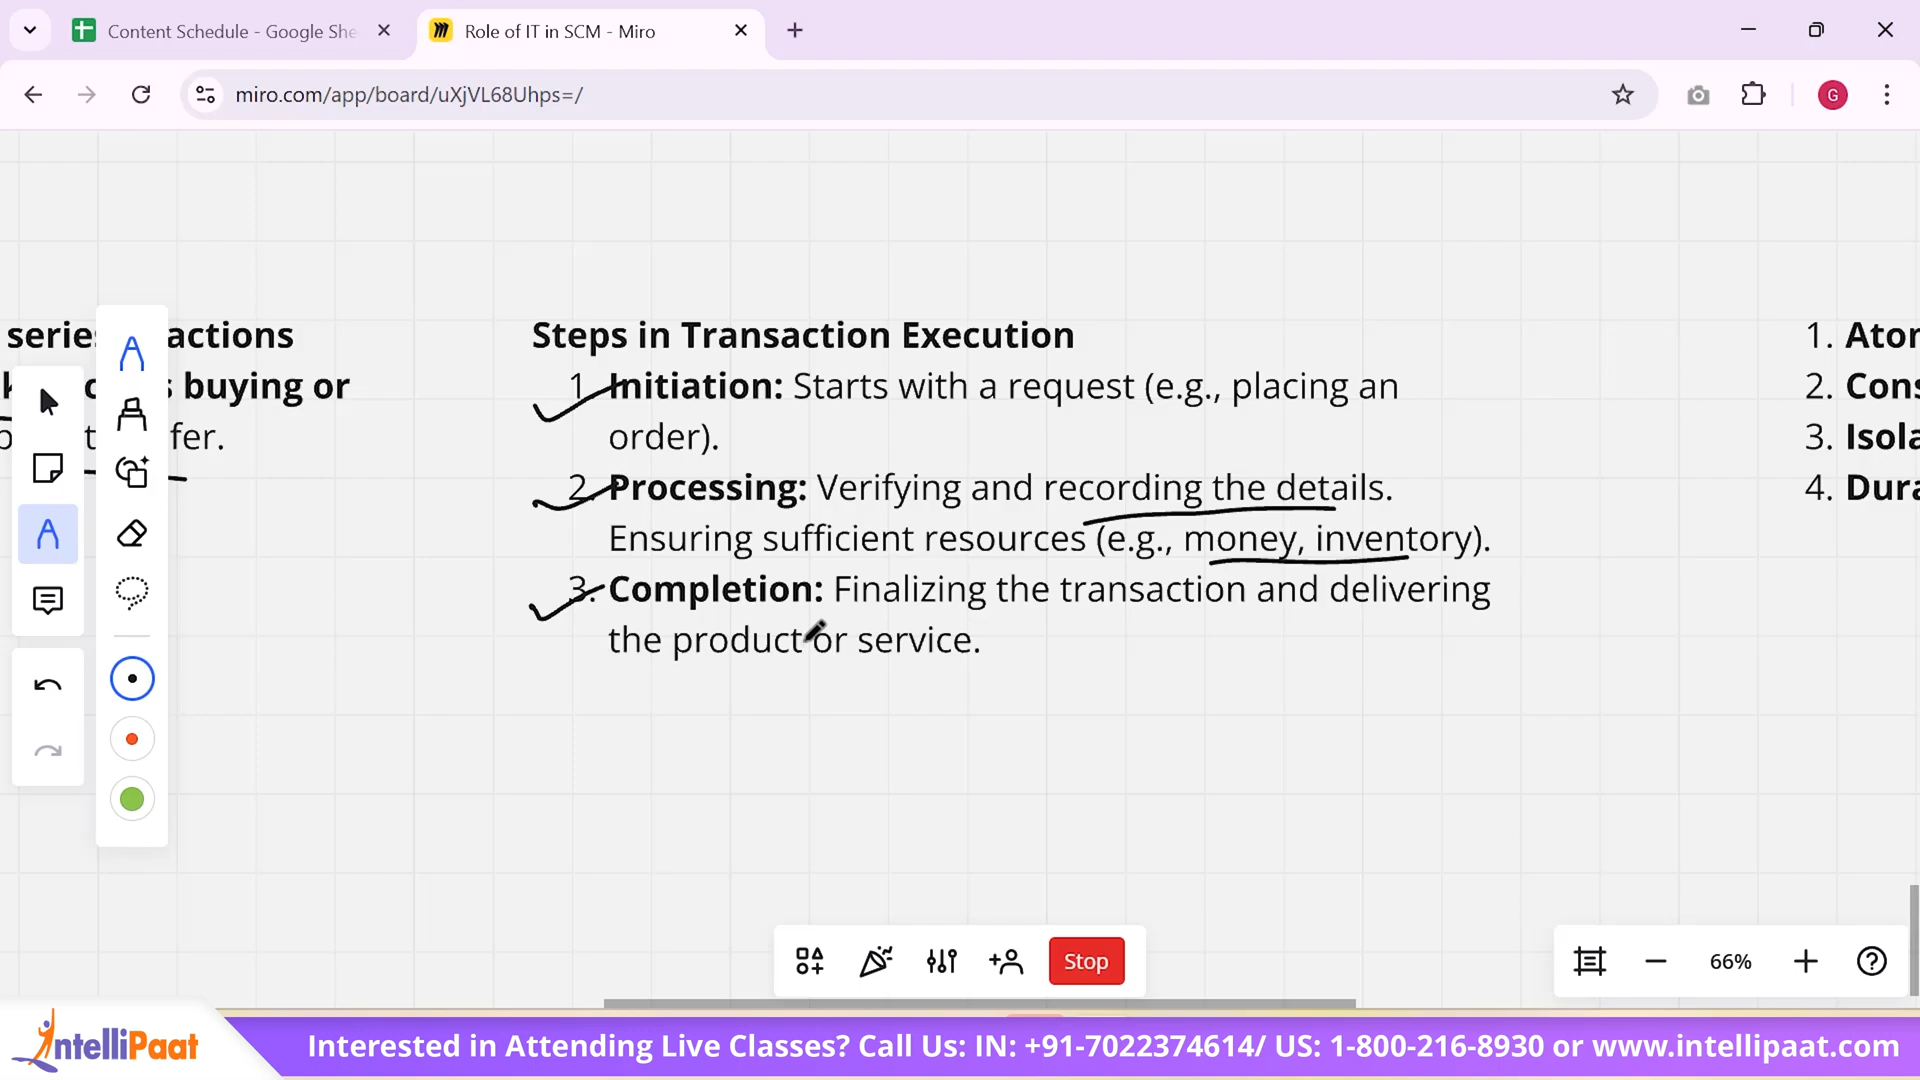 Content Schedule - Google She
Role of IT in SCM - Miro
miro.com/app/board/uXjVL68Uhps=/
G
series
actions
buying or
fer.
Steps in Transaction Execution
1. Initiation: Starts with a request (e.g., placing an
order).
2. Processing: Verifying and recording the details.
Ensuring sufficient resources (e.g., money, inventory).
3. Completion: Finalizing the transaction and delivering
the product or service.
1. Ator
2. Cons
3. Isola
4. Dura
Stop
66%
IntelliPaat
Interested in Attending Live Classes? Call Us: IN: +91-7022374614/ US: 1-800-216-8930 or www.intellipaat.com